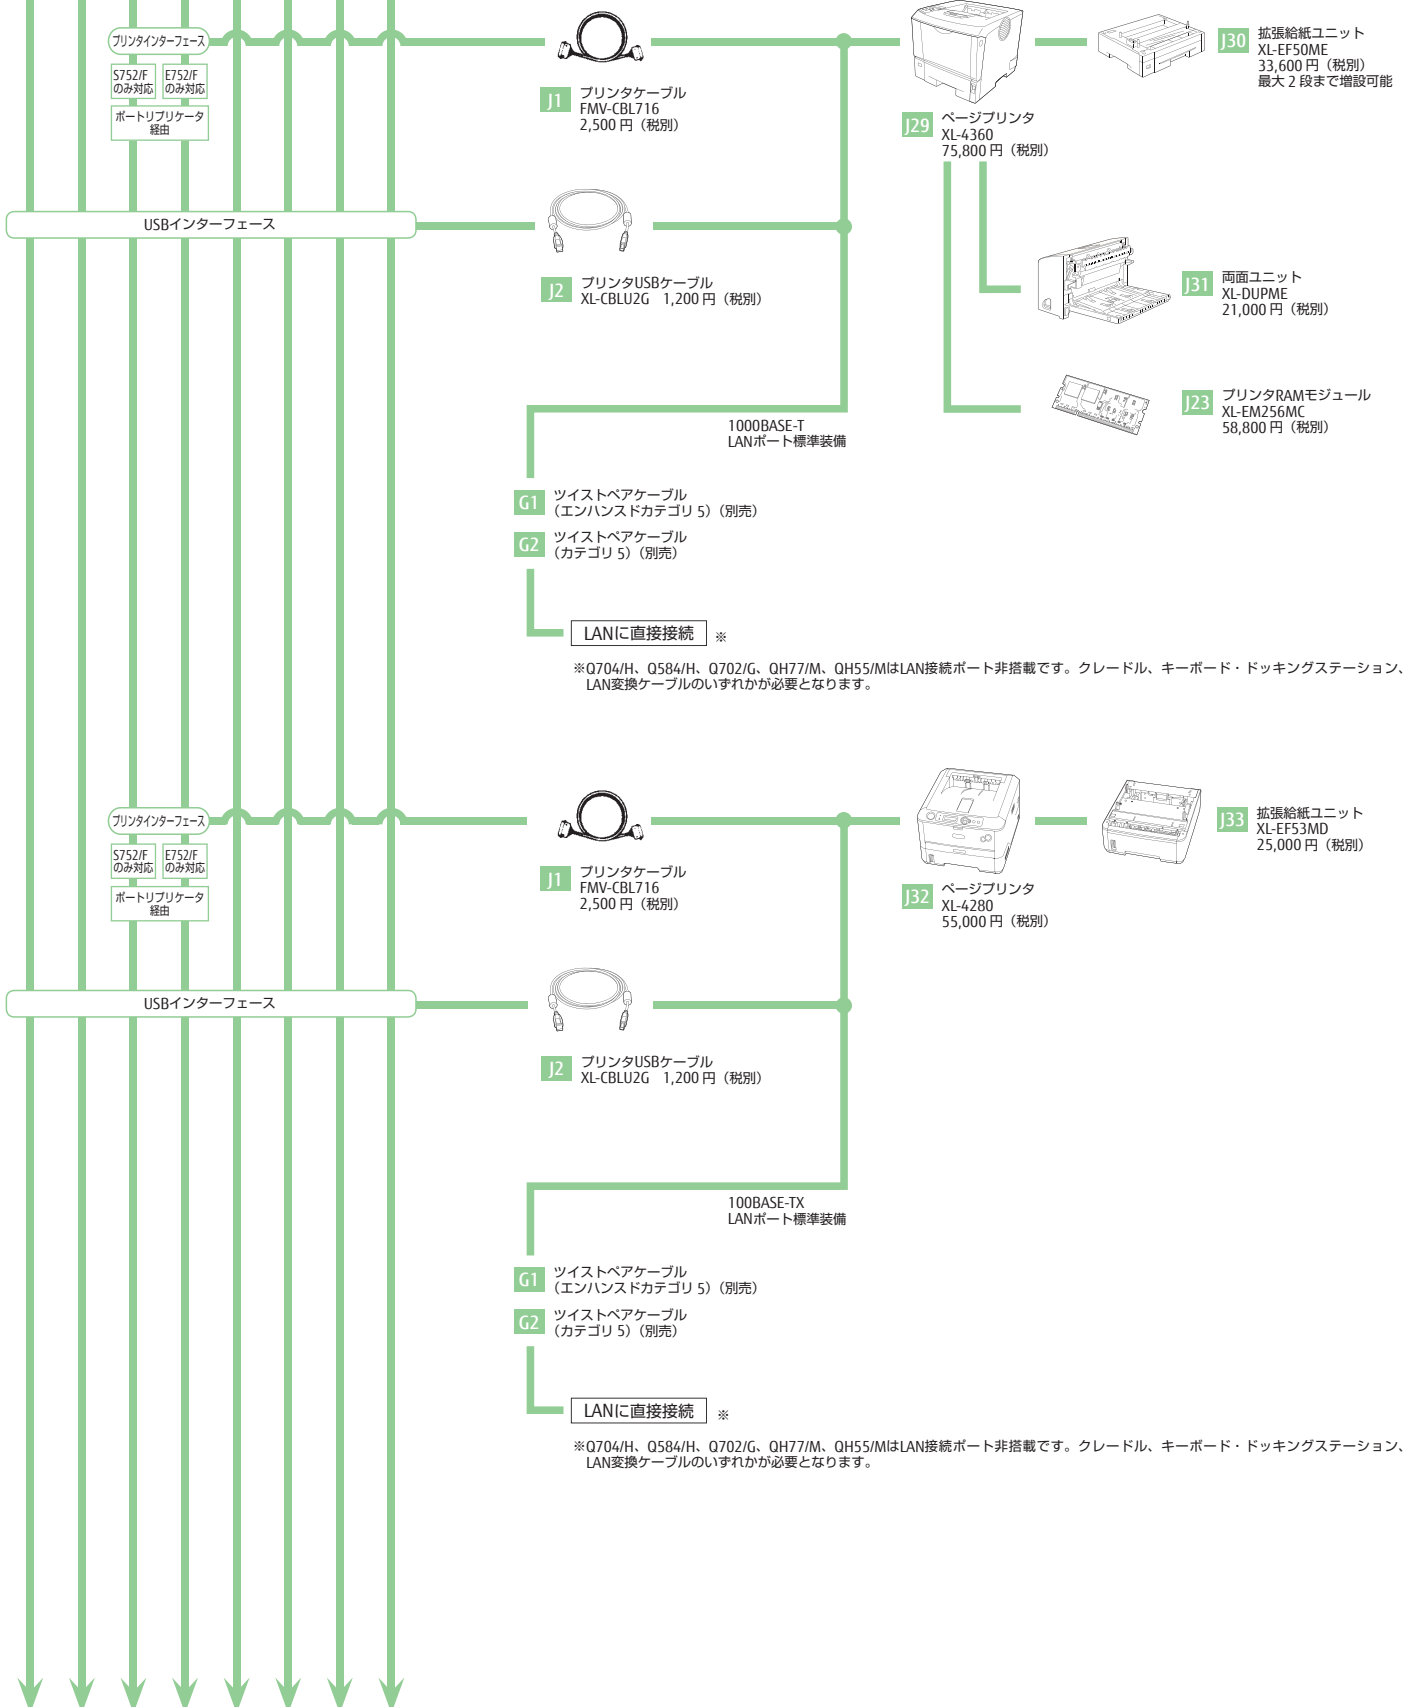 プリンタインターフェース
S752/F
のみ対応
E752/F
のみ対応
ポートリプリケータ
経由
J1
プリンタケーブル
FMV-CBL716
2,500 円（税別）
J29
ページプリンタ
XL-4360
75,800 円（税別）
J30
拡張給紙ユニット
XL-EF50ME
33,600 円（税別）
最大 2 段まで増設可能
USBインターフェース
J2
プリンタUSBケーブル
XL-CBLU2G 1,200 円（税別）
J31
両面ユニット
XL-DUPME
21,000 円（税別）
J23
プリンタRAMモジュール
XL-EM256MC
58,800 円（税別）
1000BASE-T
LANポート標準装備
G1
ツイストペアケーブル
（エンハンスドカテゴリ 5）（別売）
G2
ツイストペアケーブル
（カテゴリ 5）（別売）
LANに直接接続 ※
※Q704/H、Q584/H、Q702/G、QH77/M、QH55/MはLAN接続ポート非搭載です。クレードル、キーボード・ドッキングステーション、
LAN変換ケーブルのいずれかが必要となります。
プリンタインターフェース
S752/F
のみ対応
E752/F
のみ対応
ポートリプリケータ
経由
J1
プリンタケーブル
FMV-CBL716
2,500 円（税別）
J32
ページプリンタ
XL-4280
55,000 円（税別）
J33
拡張給紙ユニット
XL-EF53MD
25,000 円（税別）
USBインターフェース
J2
プリンタUSBケーブル
XL-CBLU2G 1,200 円（税別）
100BASE-TX
LANポート標準装備
G1
ツイストペアケーブル
（エンハンスドカテゴリ 5）（別売）
G2
ツイストペアケーブル
（カテゴリ 5）（別売）
LANに直接接続 ※
※Q704/H、Q584/H、Q702/G、QH77/M、QH55/MはLAN接続ポート非搭載です。クレードル、キーボード・ドッキングステーション、
LAN変換ケーブルのいずれかが必要となります。